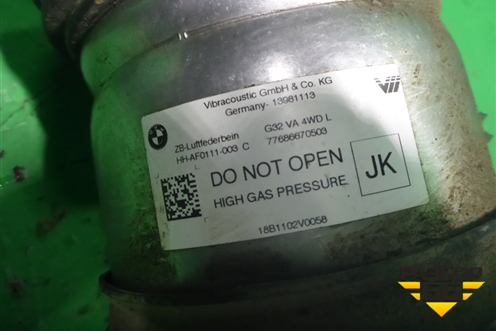 Vibracoustic GmbH & Co. KG
Germany- 13981113
ZB-Luftfederbein G32 VA 4WD L
HH-AF0111-003 C 77686670503
DO NOT OPEN
HIGH GAS PRESSURE
JK
18B1102V0058